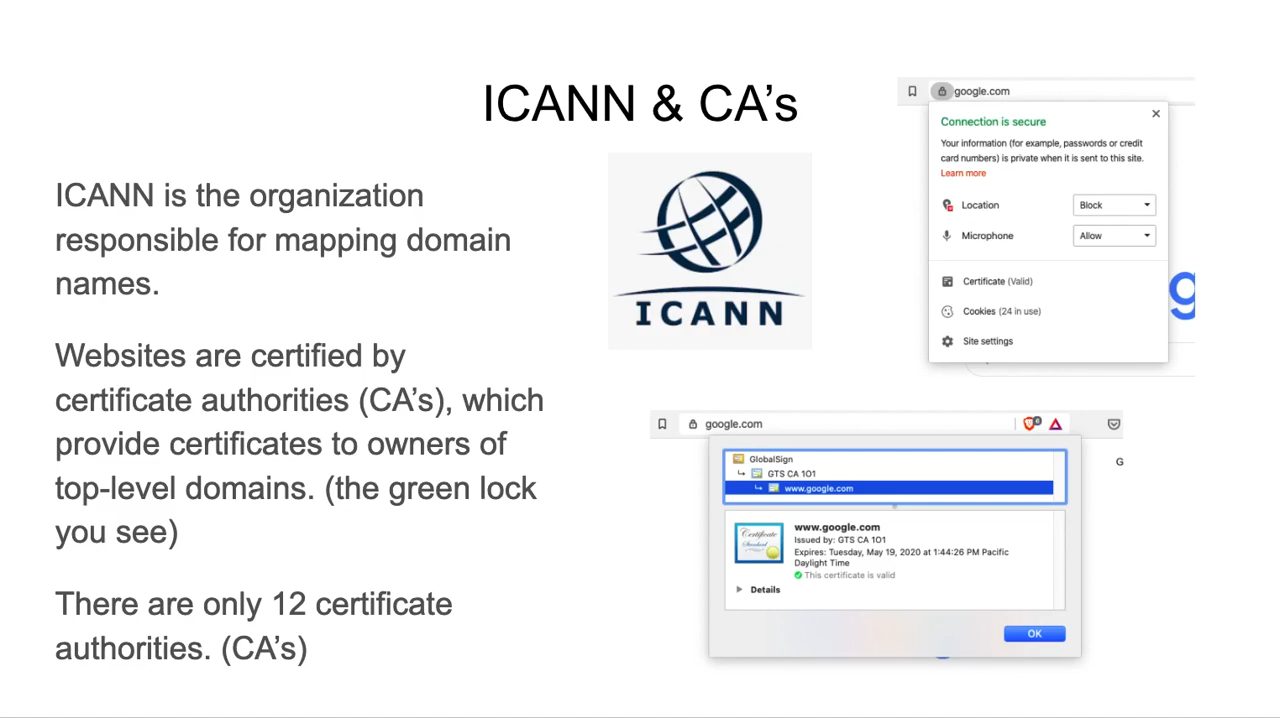 ICANN & CA's
ICANN is the organization
responsible for mapping domain
names.
Websites are certified by
certificate authorities (CA's), which
provide certificates to owners of
top-level domains. (the green lock
you see)
There are only 12 certificate
authorities. (CA's)
ICANN
google.com
Connection is secure
Your information (for example, passwords or credit
card numbers) is private when it is sent to this site.
Learn more
Location Block
Microphone Allow
Certificate (Valid)
Cookies (24 in use)
Site settings
g
google.com
G
GlobalSign
GTS CA 1O1
www.google.com
www.google.com
Issued by: GTS CA 1O1
Expires: Tuesday, May 19, 2020 at 1:44:26 PM Pacific
Daylight Time
This certificate is valid
Details
OK